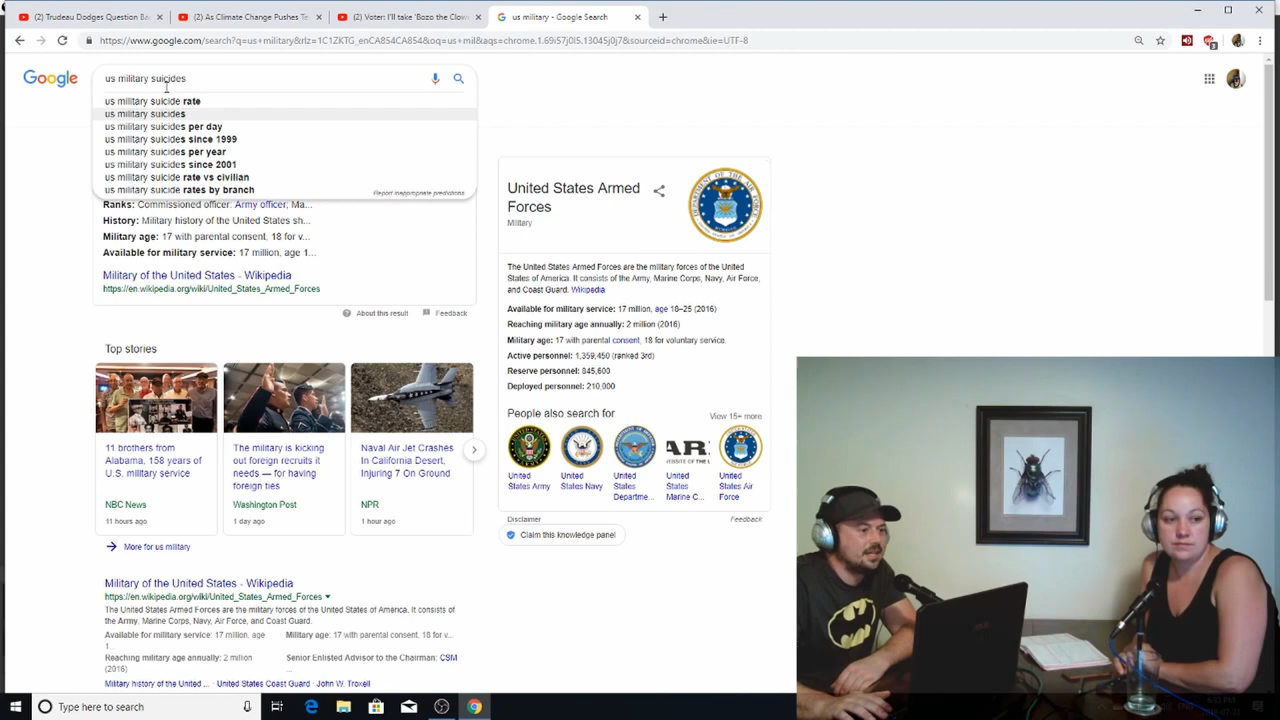 (2) Trudeau Dodges Question Ba
(2) As Climate Change Pushes Te
(2) Voter: I'll take 'Bozo the Clown
us military - Google Search
https://www.google.com/search?q=us+military&rlz=1C1ZKTG_enCA854CA854&oq=us+mil&aqs=chrome.1.69i57j0l5.13045j0j7&sourceid=chrome&ie=UTF-8
Google
us military suicides
us military suicide rate
us military suicides
us military suicides per day
us military suicides since 1999
us military suicides per year
us military suicides since 2001
us military suicide rate vs civilian
us military suicide rates by branch
Report inappropriate predictions
Ranks: Commissioned officer: Army officer; Ma...
History: Military history of the United States sh...
Military age: 17 with parental consent, 18 for v...
Available for military service: 17 million, age 1...
Military of the United States - Wikipedia
https://en.wikipedia.org/wiki/United_States_Armed_Forces
About this result
Feedback
Top stories
11 brothers from
Alabama, 158 years of
U.S. military service
NBC News
11 hours ago
The military is kicking
out foreign recruits it
needs — for having
foreign ties
Washington Post
1 day ago
Naval Air Jet Crashes
In California Desert,
Injuring 7 On Ground
NPR
1 hour ago
More for us military
Military of the United States - Wikipedia
https://en.wikipedia.org/wiki/United_States_Armed_Forces
The United States Armed Forces are the military forces of the United States of America. It consists of
the Army, Marine Corps, Navy, Air Force, and Coast Guard.
Available for military service: 17 million, age
1...
Military age: 17 with parental consent, 18 for v...
Reaching military age annually: 2 million
(2016)
Senior Enlisted Advisor to the Chairman: CSM
...
Military history of the United ... · United States Coast Guard · John W. Troxell
United States Armed
Forces
Military
The United States Armed Forces are the military forces of the United
States of America. It consists of the Army, Marine Corps, Navy, Air Force,
and Coast Guard. Wikipedia
Available for military service: 17 million, age 18–25 (2016)
Reaching military age annually: 2 million (2016)
Military age: 17 with parental consent, 18 for voluntary service.
Active personnel: 1,359,450 (ranked 3rd)
Reserve personnel: 845,600
Deployed personnel: 210,000
People also search for
View 15+ more
United
States Army
United
States Navy
United
States
Departme...
United
States
Marine C...
United
States Air
Force
Disclaimer
Feedback
Claim this knowledge panel
Type here to search